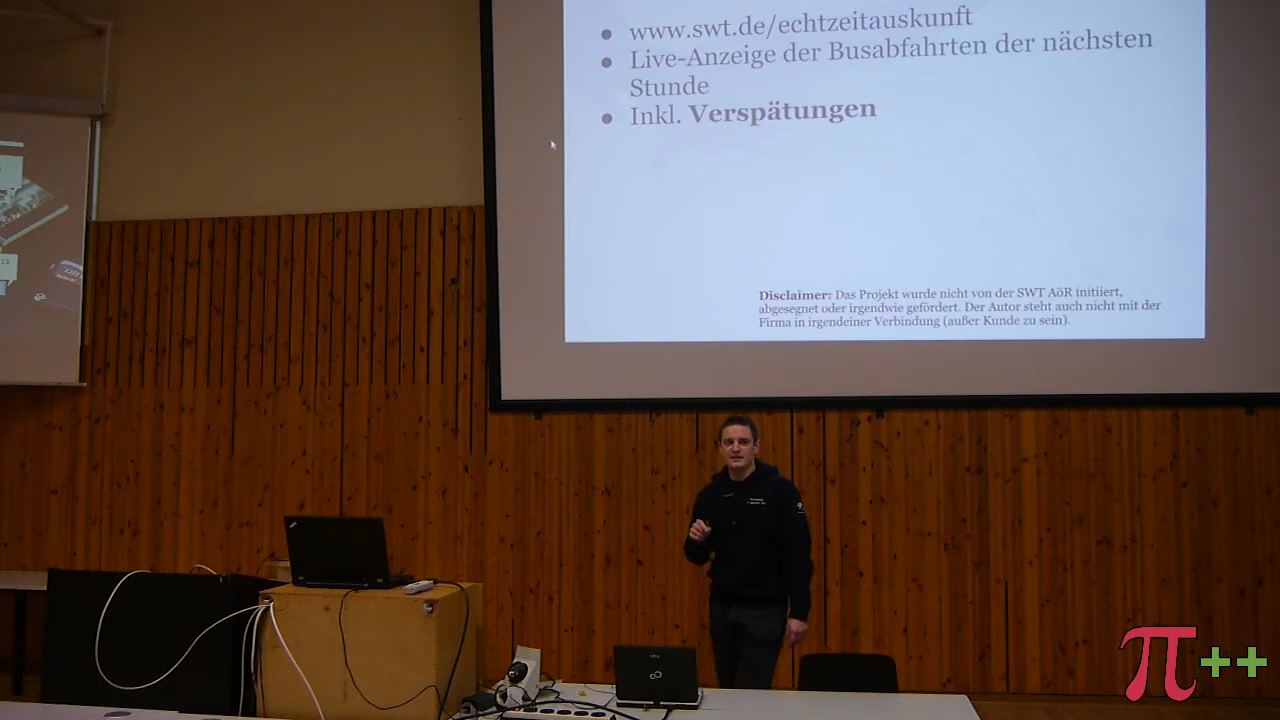 www.swt.de/echtzeitauskunft
Live-Anzeige der Busabfahrten der nächsten
Stunde
Inkl. Verspätungen
Disclaimer: Das Projekt wurde nicht von der SWT AöR initiiert,
abgesegnet oder irgendwie gefördert. Der Autor steht auch nicht mit der
Firma in irgendeiner Verbindung (außer Kunde zu sein).
π++